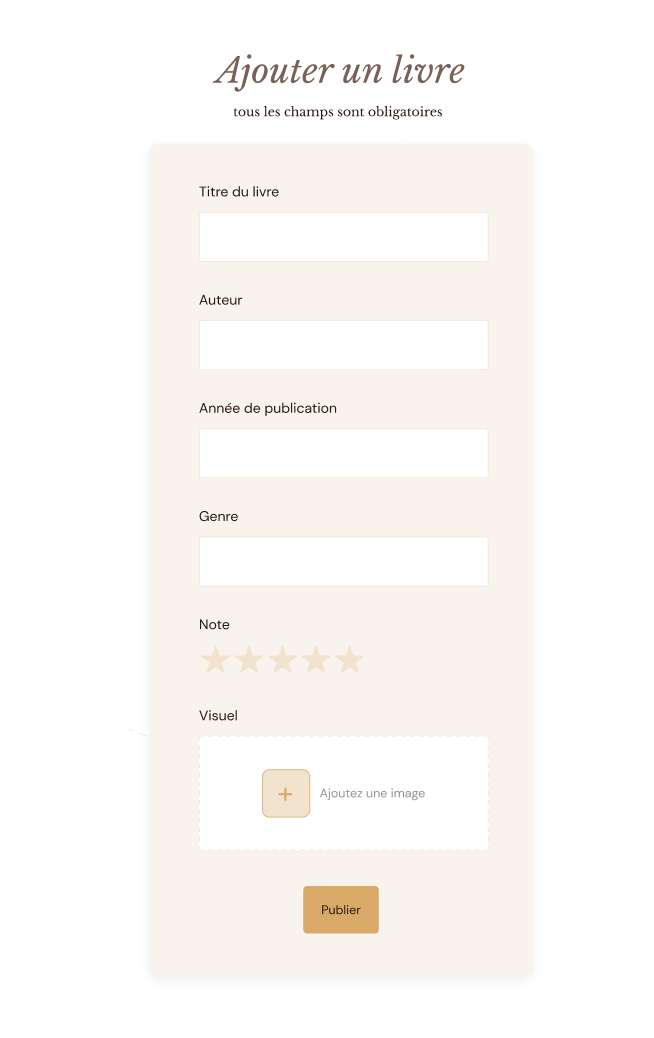 Ajouter un livre
tous les champs sont obligatoires
Titre du livre
Auteur
Année de publication
Genre
Note
Visuel
+ Ajoutez une image
Publier